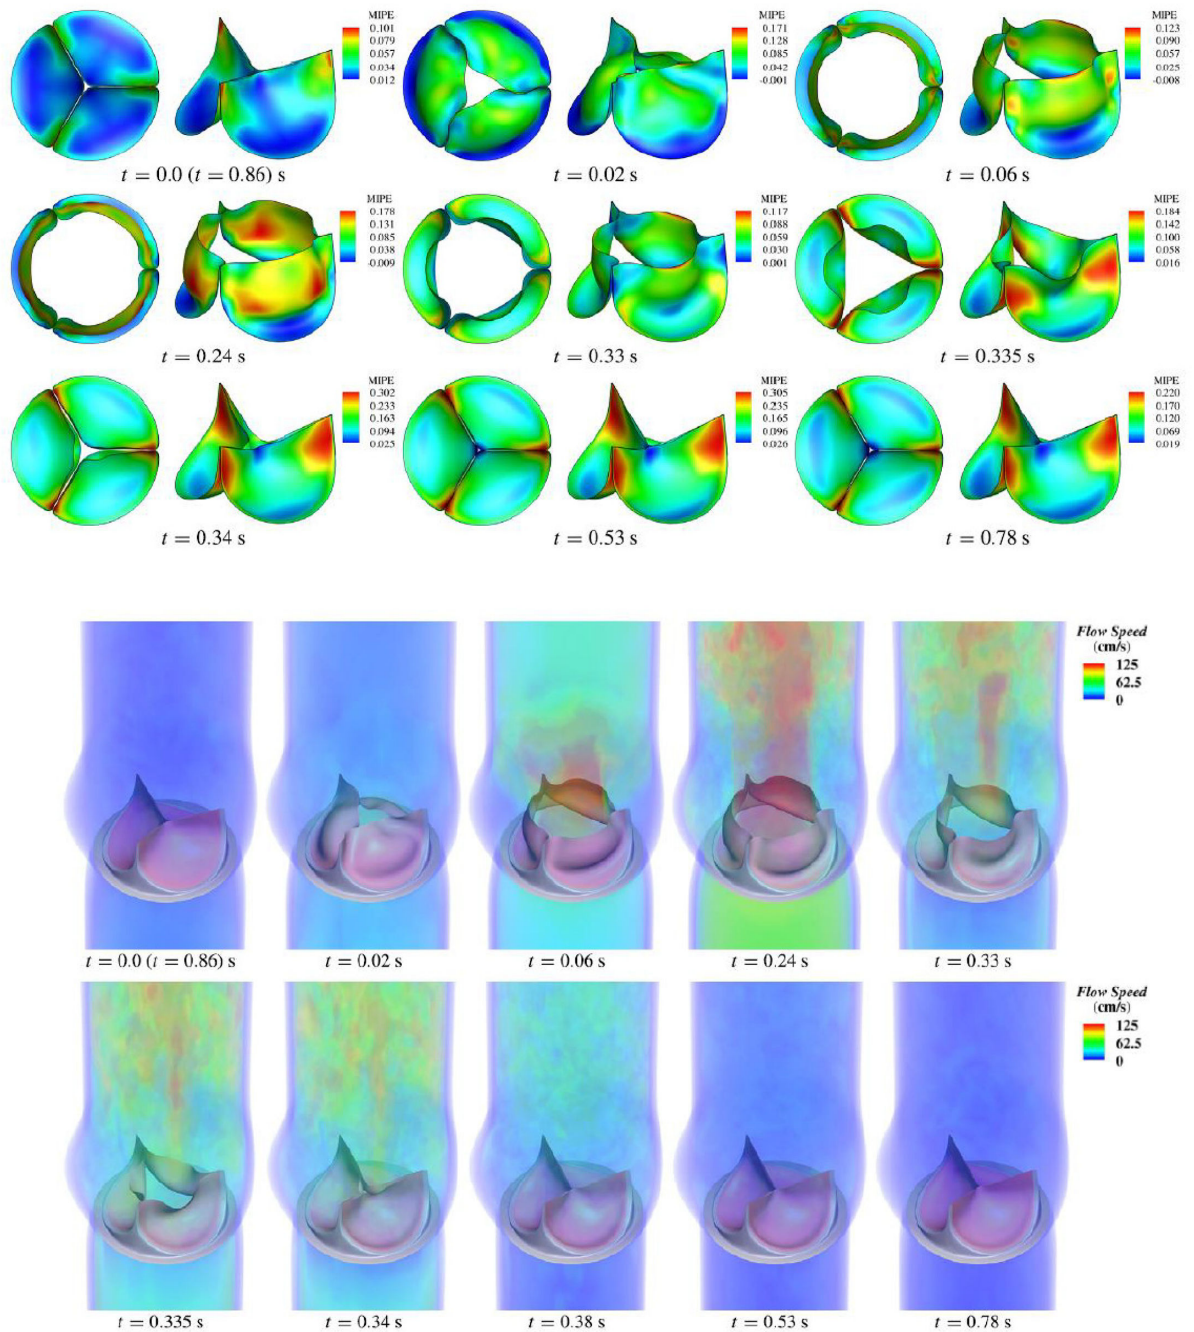 MIPE
0.101
0.079
0.057
0.034
0.012
MIPE
0.171
0.128
0.085
0.042
-0.001
MIPE
0.123
0.090
0.057
0.025
-0.008
t = 0.0 (t = 0.86) s
t = 0.02 s
t = 0.06 s
MIPE
0.178
0.131
0.085
0.038
-0.009
MIPE
0.117
0.088
0.059
0.030
0.001
MIPE
0.184
0.142
0.100
0.058
0.016
t = 0.24 s
t = 0.33 s
t = 0.335 s
MIPE
0.302
0.233
0.163
0.094
0.025
MIPE
0.305
0.235
0.165
0.096
0.026
MIPE
0.220
0.170
0.120
0.069
0.019
t = 0.34 s
t = 0.53 s
t = 0.78 s
Flow Speed
(cm/s)
125
62.5
0
t = 0.0 (t = 0.86) s
t = 0.02 s
t = 0.06 s
t = 0.24 s
t = 0.33 s
Flow Speed
(cm/s)
125
62.5
0
t = 0.335 s
t = 0.34 s
t = 0.38 s
t = 0.53 s
t = 0.78 s